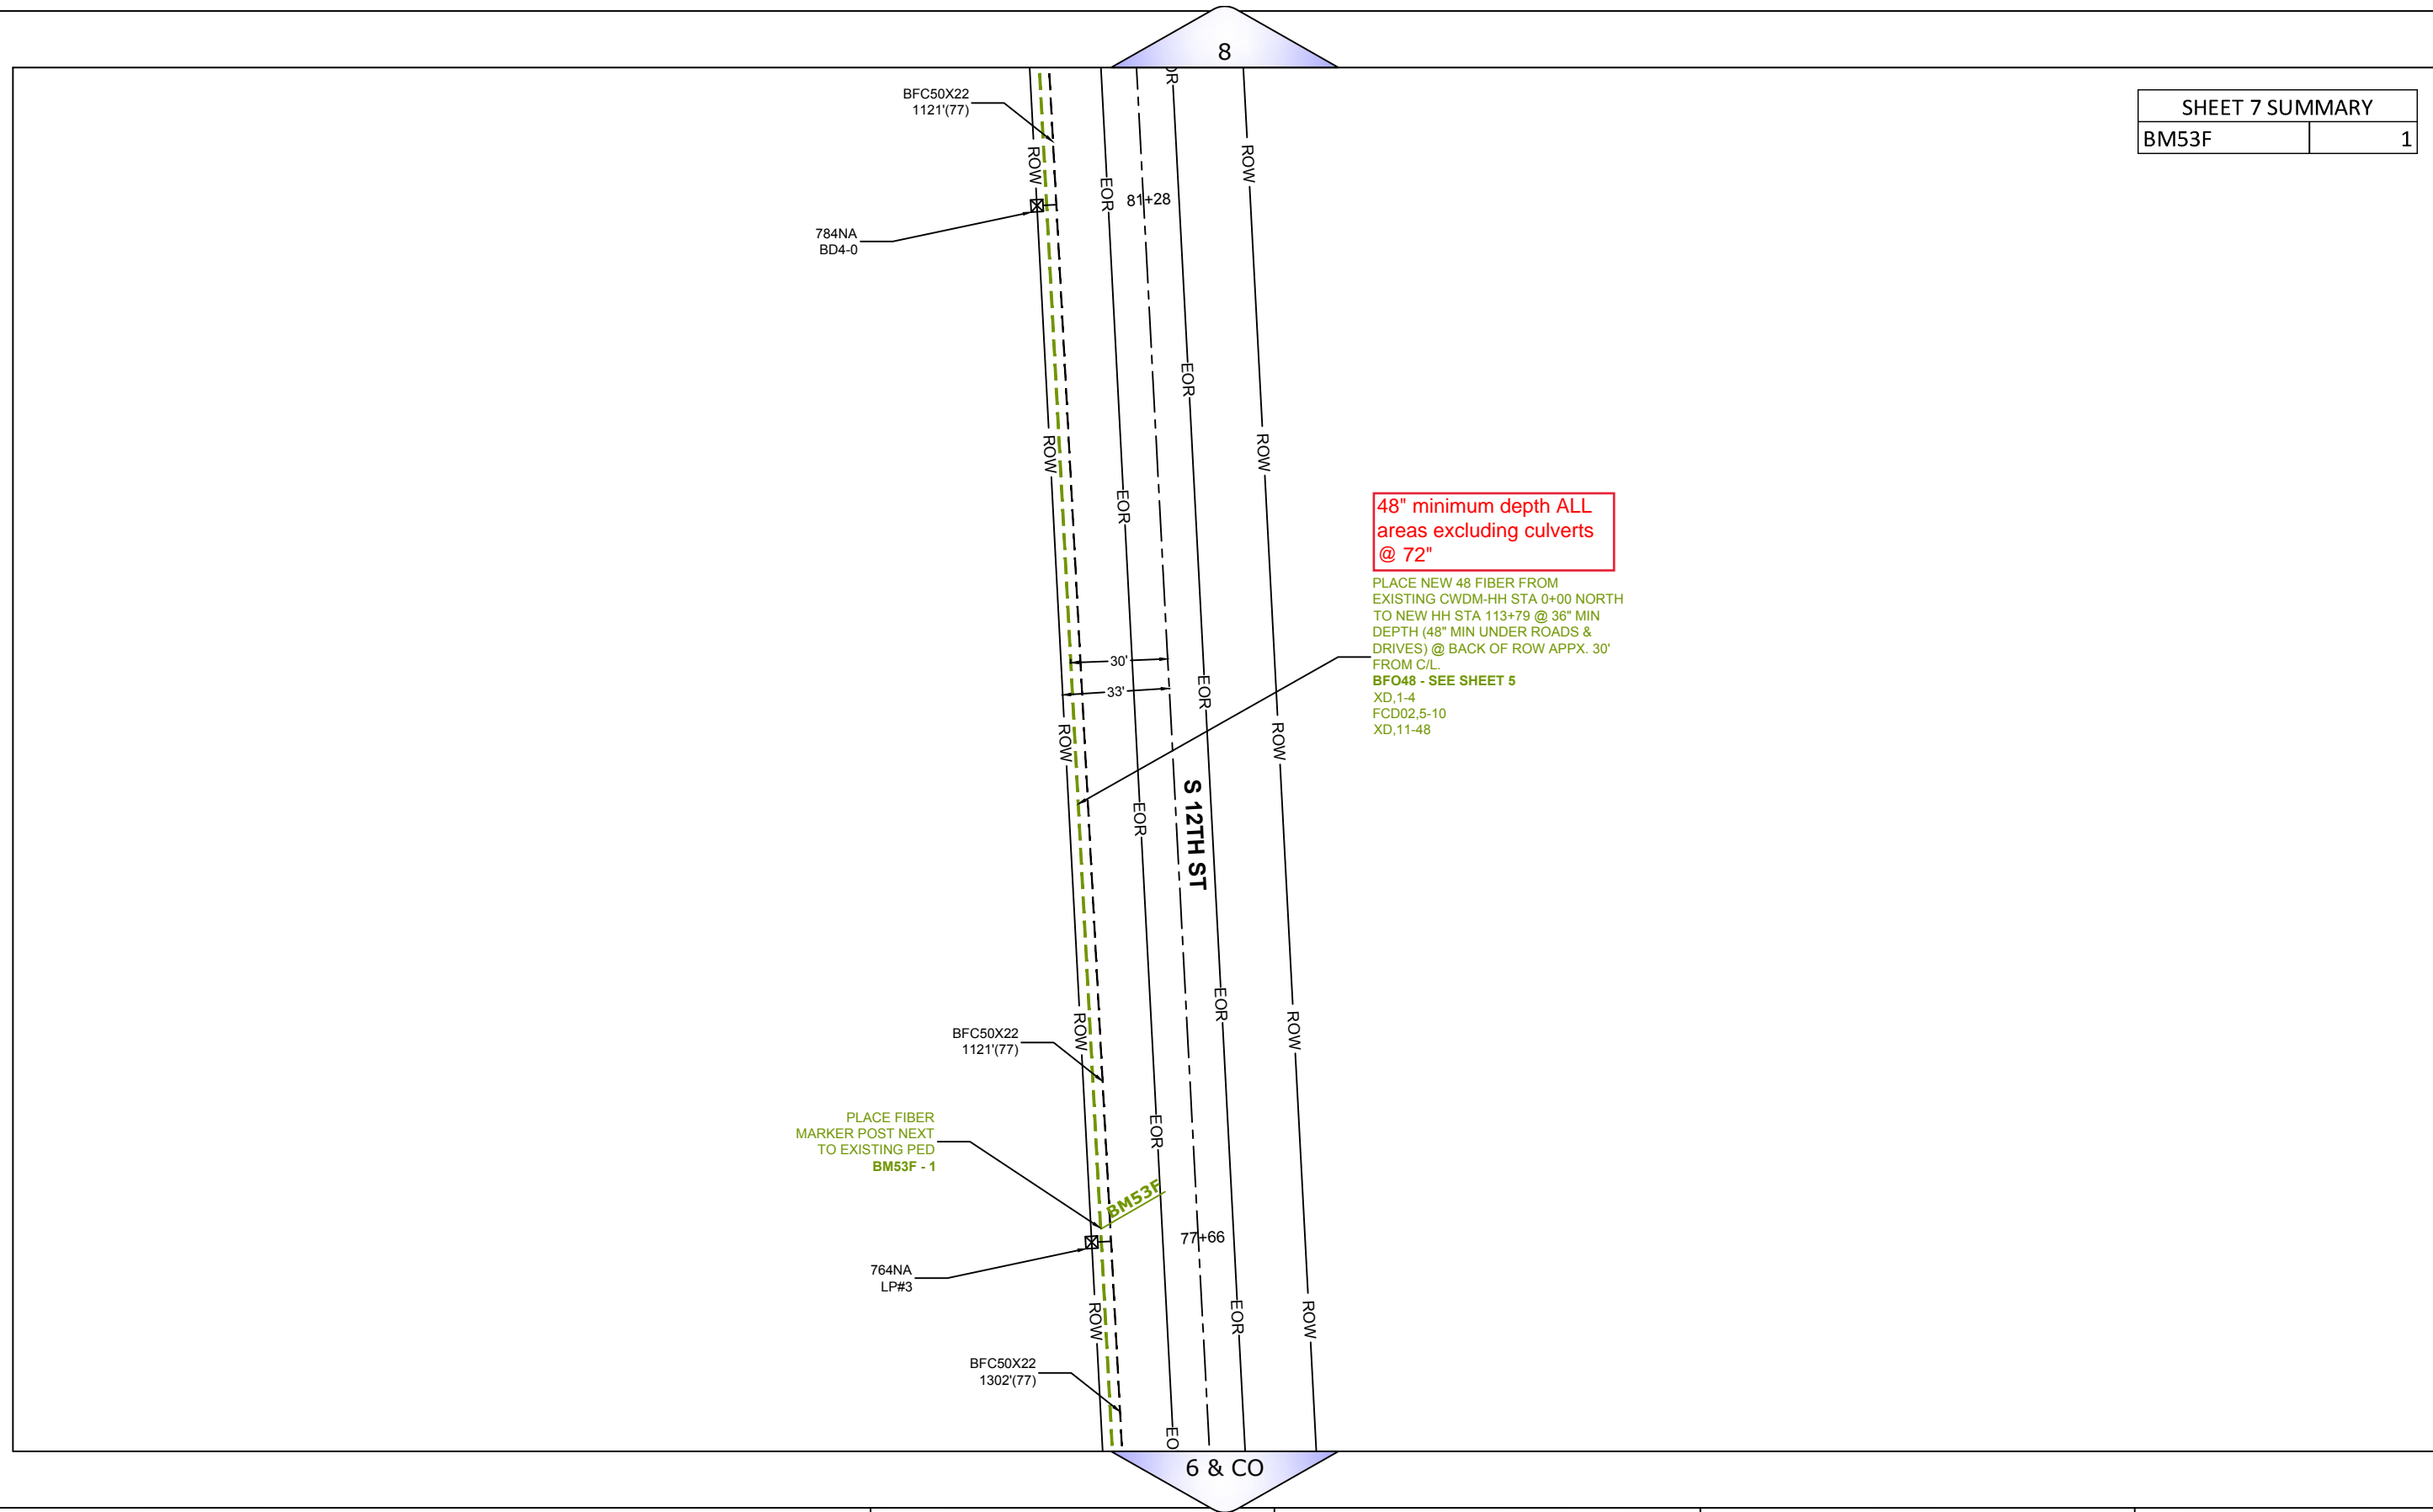 8
SHEET 7 SUMMARY
BM53F 1
BFC50X22
1121'(77)
OR
ROW
ROW
EOR
81+28
784NA
BD4-0
EOR
ROW
ROW
EOR
48" minimum depth ALL
areas excluding culverts
@ 72"
PLACE NEW 48 FIBER FROM
EXISTING CWDM-HH STA 0+00 NORTH
TO NEW HH STA 113+79 @ 36" MIN
DEPTH (48" MIN UNDER ROADS &
DRIVES) @ BACK OF ROW APPX. 30'
FROM C/L.
BFO48 - SEE SHEET 5
XD,1-4
FCD02,5-10
XD,11-48
30'
33'
EOR
ROW
ROW
S 12TH ST
EOR
EOR
ROW
ROW
BFC50X22
1121'(77)
PLACE FIBER
MARKER POST NEXT
TO EXISTING PED
BM53F - 1
EOR
BM53F
77+66
764NA
LP#3
ROW
EOR
ROW
BFC50X22
1302'(77)
EO
6 & CO